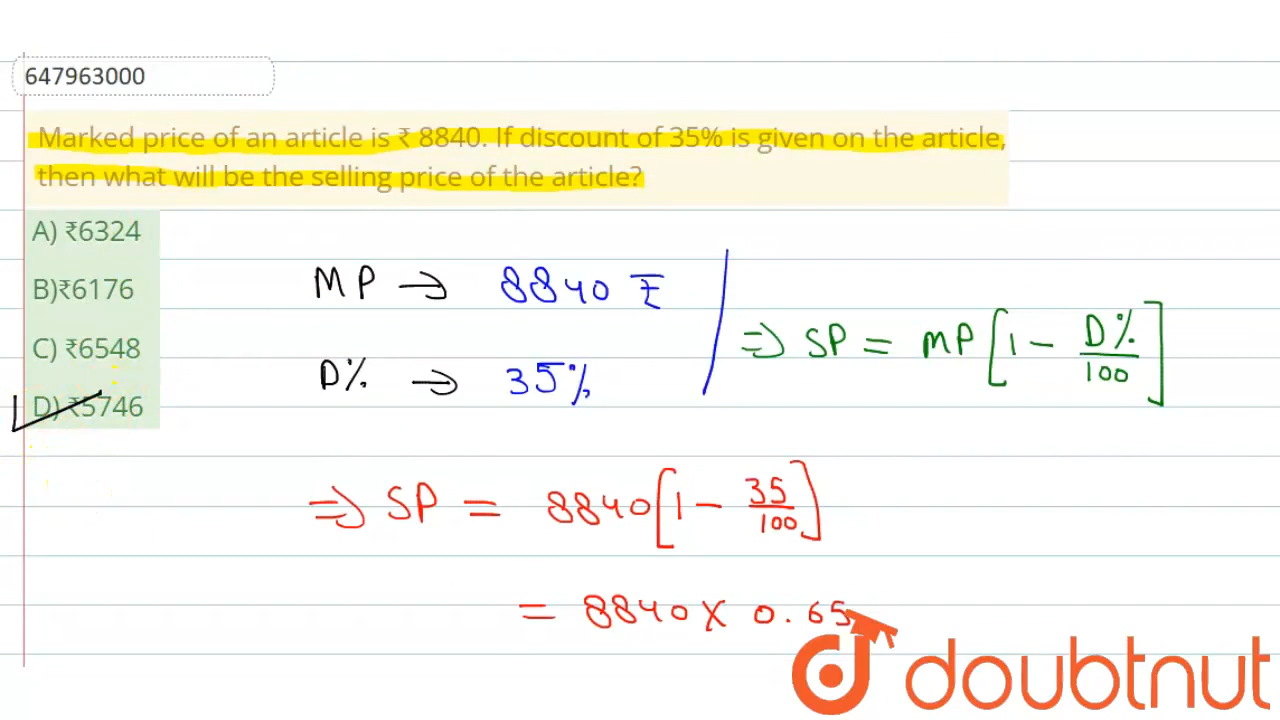 647963000
Marked price of an article is ₹ 8840. If discount of 35% is given on the article,
then what will be the selling price of the article?
A) ₹6324
B)₹6176
C) ₹6548
D) ₹5746
MP → 8840 ₹
D% → 35%
⇒ SP = MP [1 - D%/100]
⇒ SP = 8840 [1 - 35/100]
= 8840 X 0.65
doubtnut